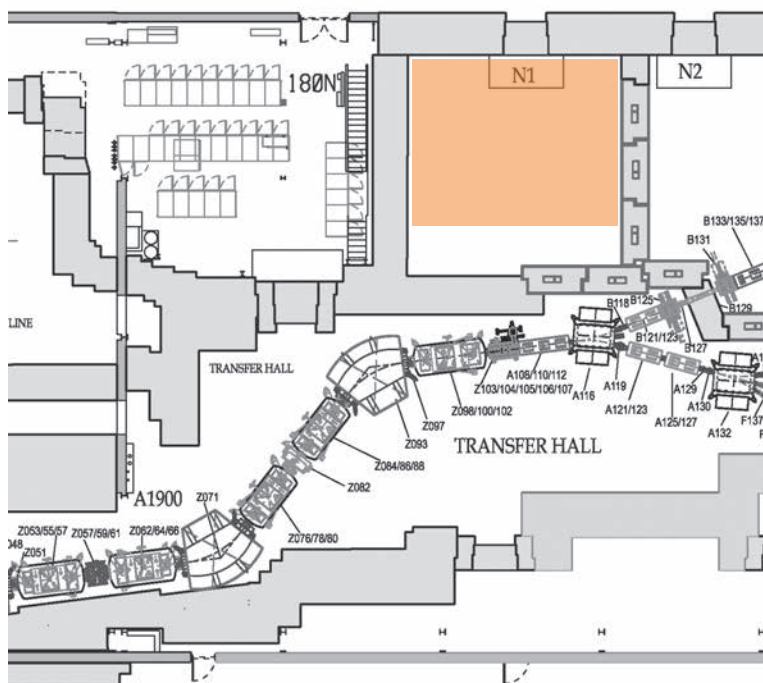 N1
N2
180N
B133/135/137
B131
LINE
B118
B125
B129
B121/123
B127
TRANSFER HALL
A108/110/112
Z103/104/105/106/107
A119
A116
Z097
Z098/100/102
A129
A121/123
A130
Z093
A125/127
A132
F137
TRANSFER HALL
Z084/86/88
Z082
A1900
Z071
Z053/55/57
Z057/59/61
Z062/64/66
Z076/78/80
Z051